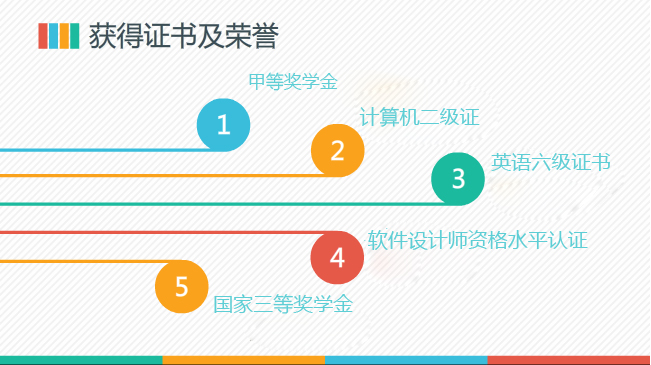 获得证书及荣誉
甲等奖学金
1
计算机二级证
2
英语六级证书
3
软件设计师资格水平认证
4
5
国家三等奖学金